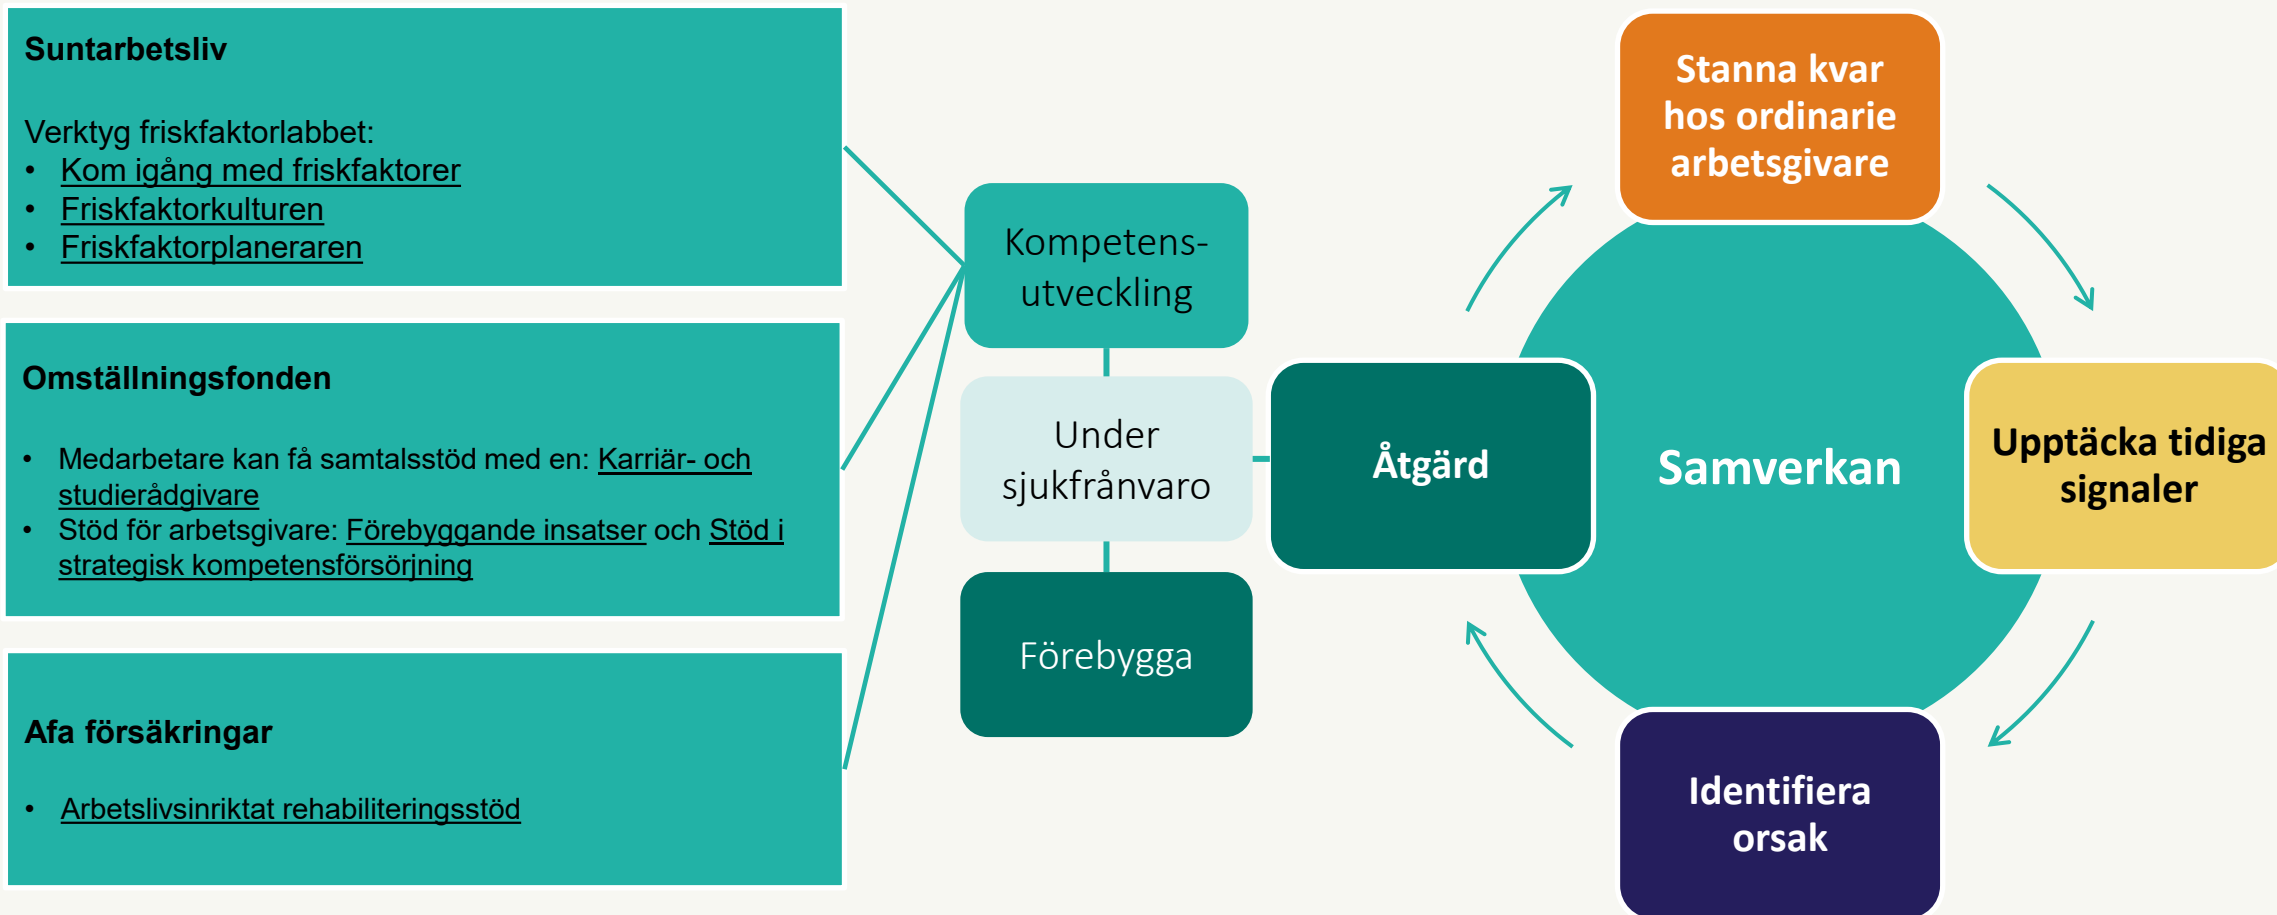 Suntarbetsliv
Verktyg friskfaktorlabbet:
• Kom igång med friskfaktorer
• Friskfaktorkulturen
• Friskfaktorplaneraren
Omställningsfonden
• Medarbetare kan få samtalsstöd med en: Karriär- och
studierådgivare
• Stöd för arbetsgivare: Förebyggande insatser och Stöd i
strategisk kompetensförsörjning
Afa försäkringar
• Arbetslivsinriktat rehabiliteringsstöd
Kompetens-
utveckling
Under
sjukfrånvaro
Förebygga
Åtgärd
Stanna kvar
hos ordinarie
arbetsgivare
Samverkan
Upptäcka tidiga
signaler
Identifiera
orsak